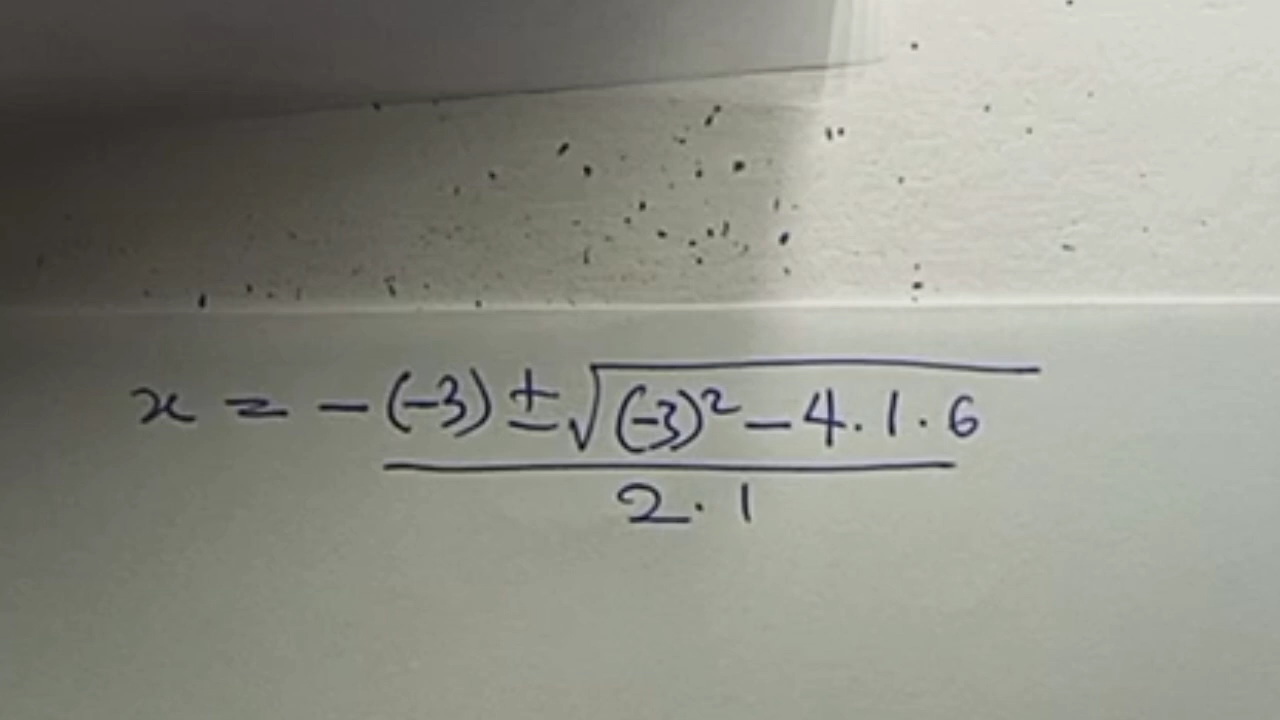 x = -(-3) ± √(-3)² - 4.1.6
2.1